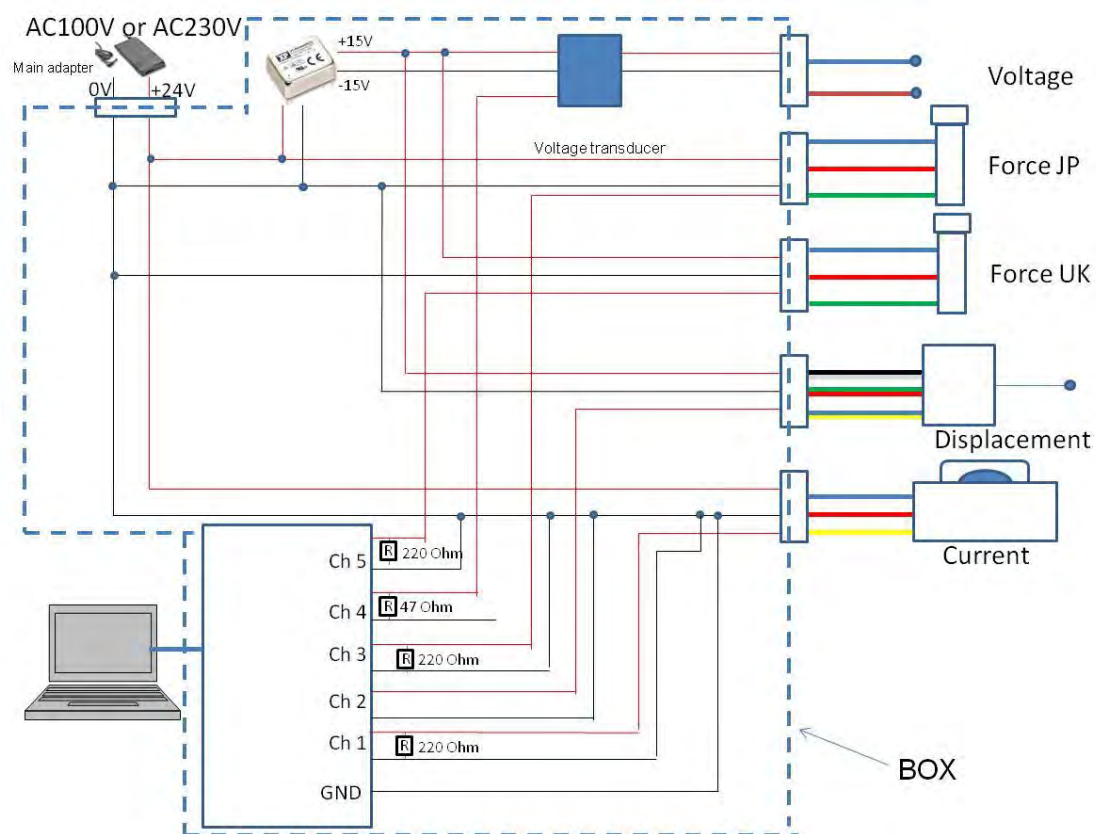 AC100V or AC230V
Main adapter
0V
+24V
+15V
-15V
Voltage
Voltage transducer
Force JP
Force UK
Displacement
Current
Ch 5
R
220 Ohm
Ch 4
R
47 Ohm
Ch 3
R
220 Ohm
Ch 2
Ch 1
R
220 Ohm
GND
BOX